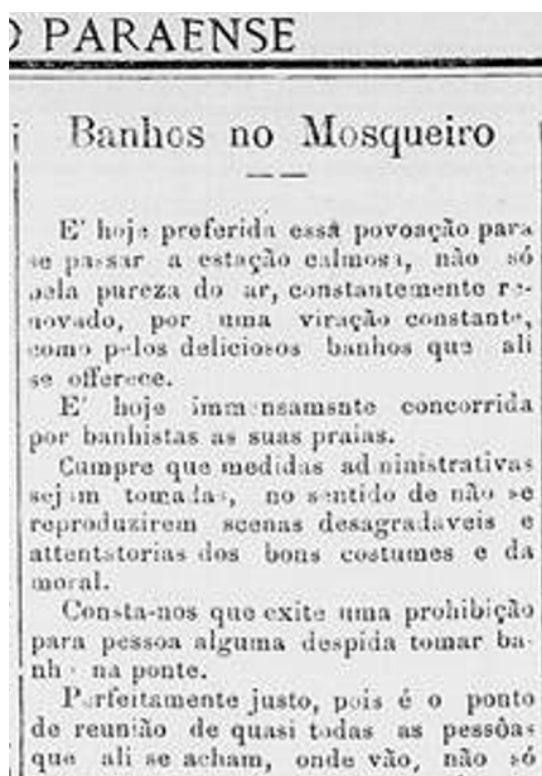 O PARAENSE
Banhos no Mosqueiro
E' hoje preferida essa povoação para
se passar a estação calmosa, não só
pela pureza do ar, constantemente re-
novado, por uma viração constante,
como pelos deliciosos banhos que ali
se offerece.
E' hoje immensamsnte concorrida
por banhistas as suas praias.
Cumpre que medidas administrativas
sejam tomadas, no sentido de não se
reproduzirem scenas desagradaveis e
attentatorias dos bons costumes e da
moral.
Consta-nos que exite uma prohibição
para pessoa alguma despida tomar ba-
nho na ponte.
Perfeitamente justo, pois é o ponto
de reunião de quasi todas as pessôas
que ali se acham, onde vão, não só